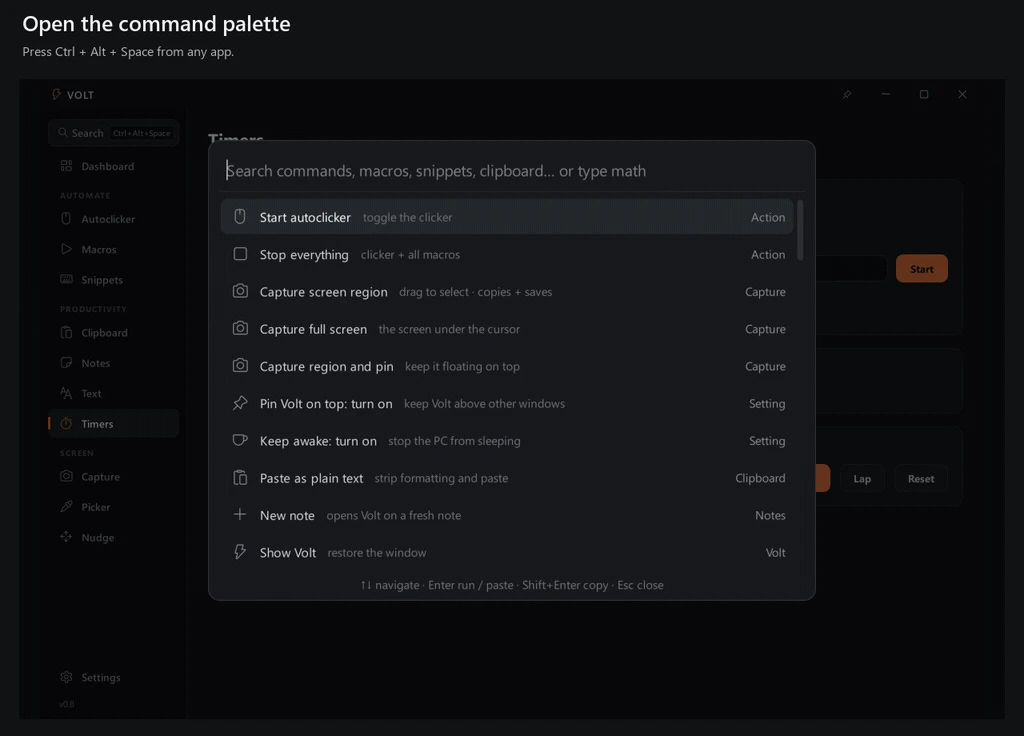 Open the command palette
Press Ctrl + Alt + Space from any app.
VOLT
Search Ctrl+Alt+Space
Dashboard
AUTOMATE
Autoclicker
Macros
Snippets
PRODUCTIVITY
Clipboard
Notes
Text
Timers
SCREEN
Capture
Picker
Nudge
Settings
v0.8
Timers
Search commands, macros, snippets, clipboard... or type math
Start autoclicker toggle the clicker Action
Stop everything clicker + all macros Action
Capture screen region drag to select · copies + saves Capture
Capture full screen the screen under the cursor Capture
Capture region and pin keep it floating on top Capture
Pin Volt on top: turn on keep Volt above other windows Setting
Keep awake: turn on stop the PC from sleeping Setting
Paste as plain text strip formatting and paste Clipboard
New note opens Volt on a fresh note Notes
Show Volt restore the window Volt
↑↓ navigate · Enter run / paste · Shift+Enter copy · Esc close
Start
Lap Reset